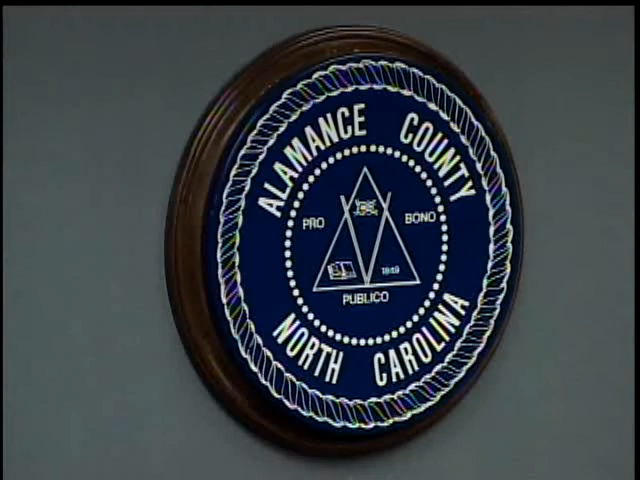 ALAMANCE COUNTY
PRO BONO
1849
PUBLICO
NORTH CAROLINA